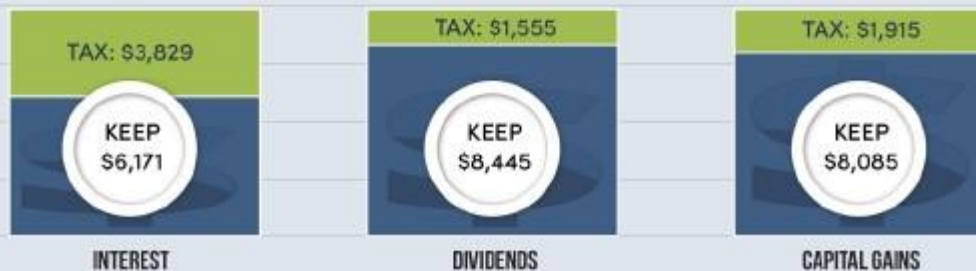 TAX: $3,829
KEEP
$6,171
INTEREST
TAX: $1,555
KEEP
$8,445
DIVIDENDS
TAX: $1,915
KEEP
$8,085
CAPITAL GAINS